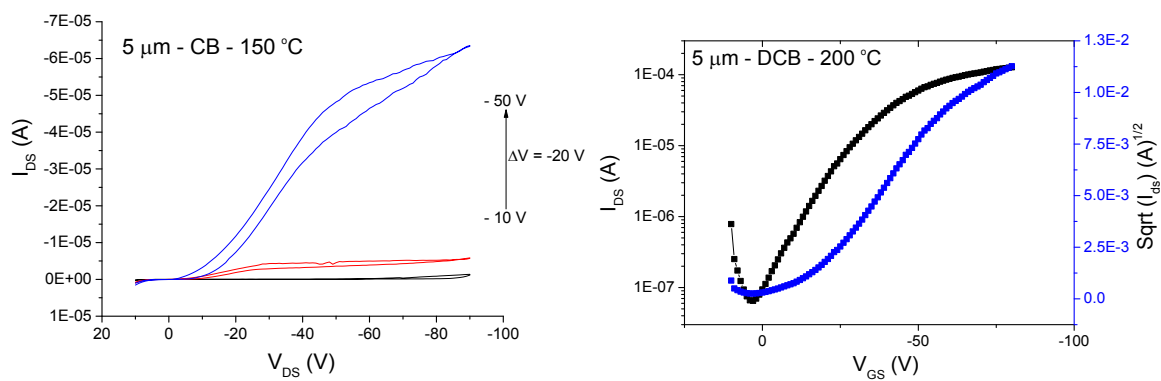 -7E-05
-6E-05
-5E-05
-4E-05
-3E-05
-2E-05
-1E-05
0E+00
1E-05
I_DS (A)
5 μm - CB - 150 °C
- 50 V
ΔV = -20 V
- 10 V
20 0 -20 -40 -60 -80 -100
V_DS (V)
1E-04
1E-05
1E-06
1E-07
I_DS (A)
5 μm - DCB - 200 °C
1.3E-2
1.0E-2
7.5E-3
5.0E-3
2.5E-3
0.0
Sqrt (I_ds) (A)^1/2
0 -50 -100
V_GS (V)